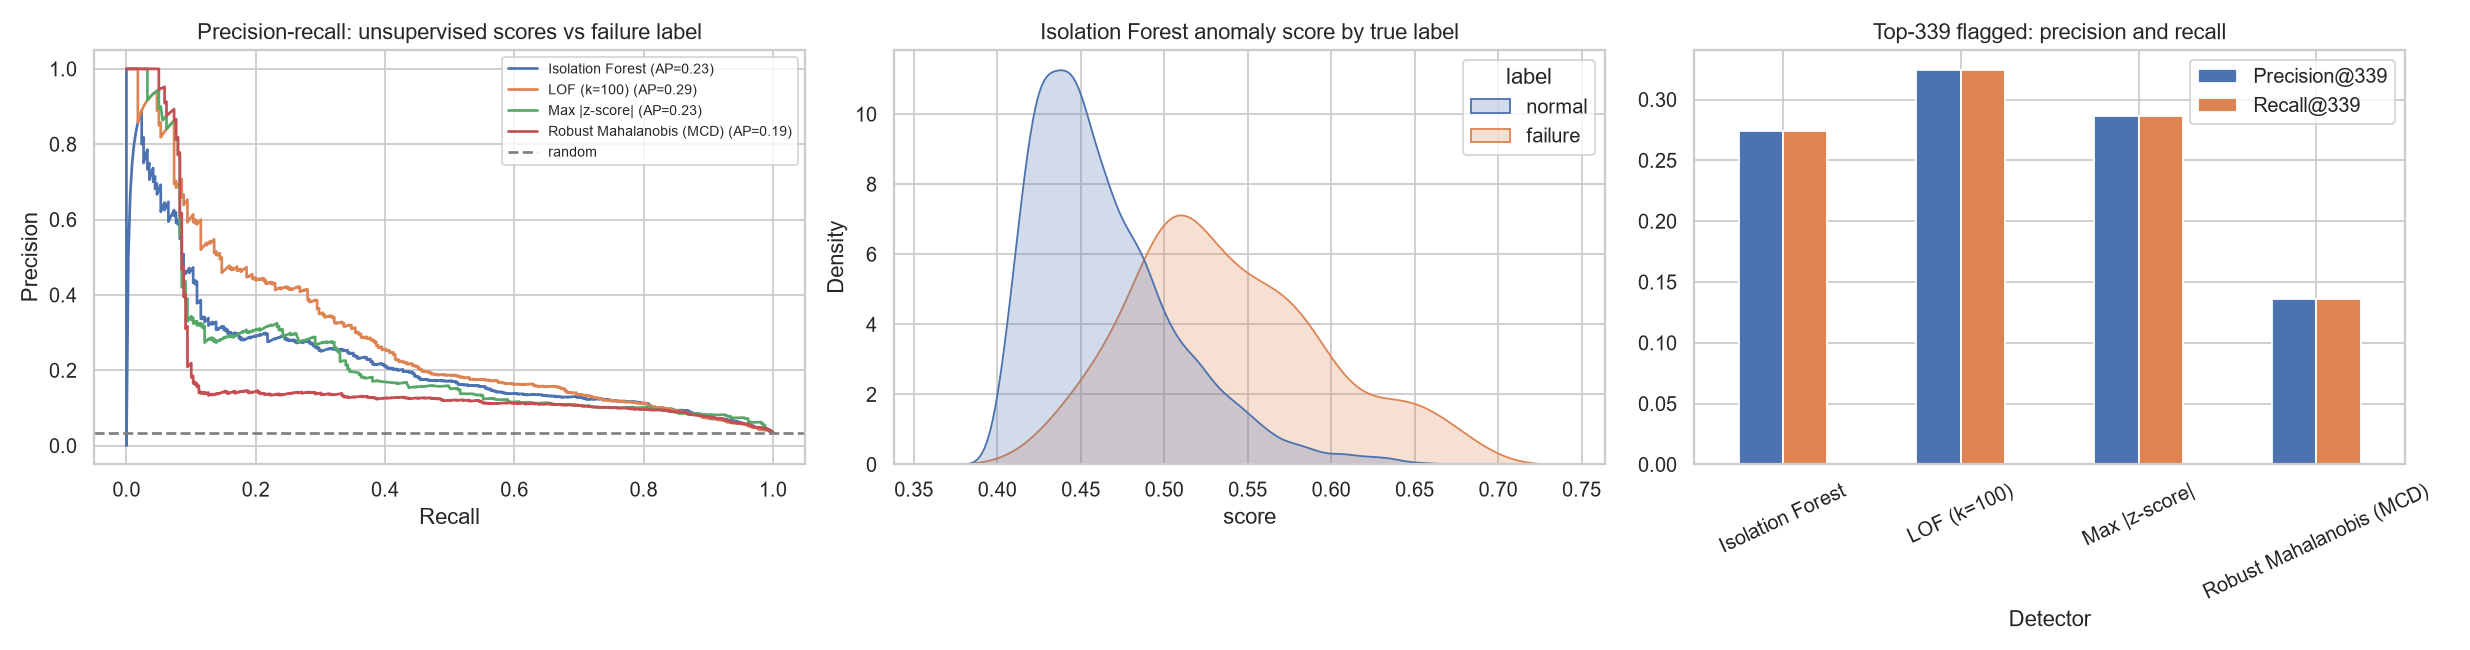 Precision-recall: unsupervised scores vs failure label
1.0
0.8
0.6
0.4
0.2
0.0
Precision
0.0 0.2 0.4 0.6 0.8 1.0
Recall
Isolation Forest (AP=0.23)
LOF (k=100) (AP=0.29)
Max |z-score| (AP=0.23)
Robust Mahalanobis (MCD) (AP=0.19)
random
Isolation Forest anomaly score by true label
10
8
6
4
2
0
Density
0.35 0.40 0.45 0.50 0.55 0.60 0.65 0.70 0.75
score
label
normal
failure
Top-339 flagged: precision and recall
0.30
0.25
0.20
0.15
0.10
0.05
0.00
Precision@339
Recall@339
Isolation Forest
LOF (k=100)
Max |z-score|
Robust Mahalanobis (MCD)
Detector